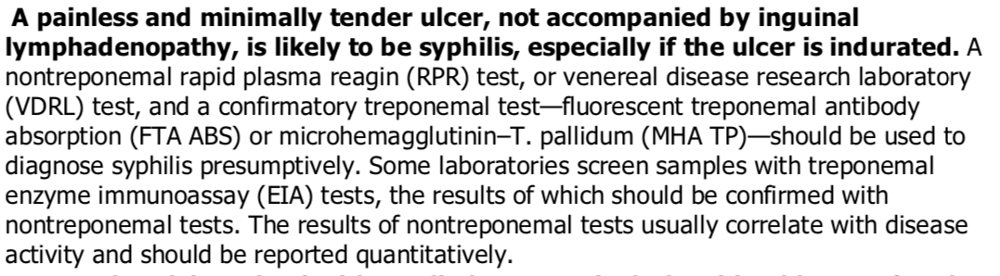 A painless and minimally tender ulcer, not accompanied by inguinal
lymphadenopathy, is likely to be syphilis, especially if the ulcer is indurated. A
nontreponemal rapid plasma reagin (RPR) test, or venereal disease research laboratory
(VDRL) test, and a confirmatory treponemal test—fluorescent treponemal antibody
absorption (FTA ABS) or microhemagglutinin–T. pallidum (MHA TP)—should be used to
diagnose syphilis presumptively. Some laboratories screen samples with treponemal
enzyme immunoassay (EIA) tests, the results of which should be confirmed with
nontreponemal tests. The results of nontreponemal tests usually correlate with disease
activity and should be reported quantitatively.